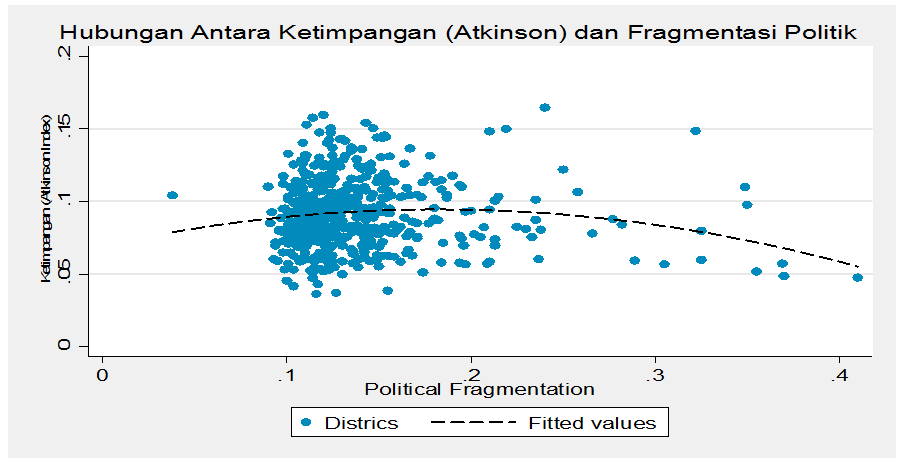 Hubungan Antara Ketimpangan (Atkinson) dan Fragmentasi Politik
Ketimpangan (Atkinson Index)
.2
.15
.1
.05
0
0 .1 .2 .3 .4
Political Fragmentation
Districs Fitted values